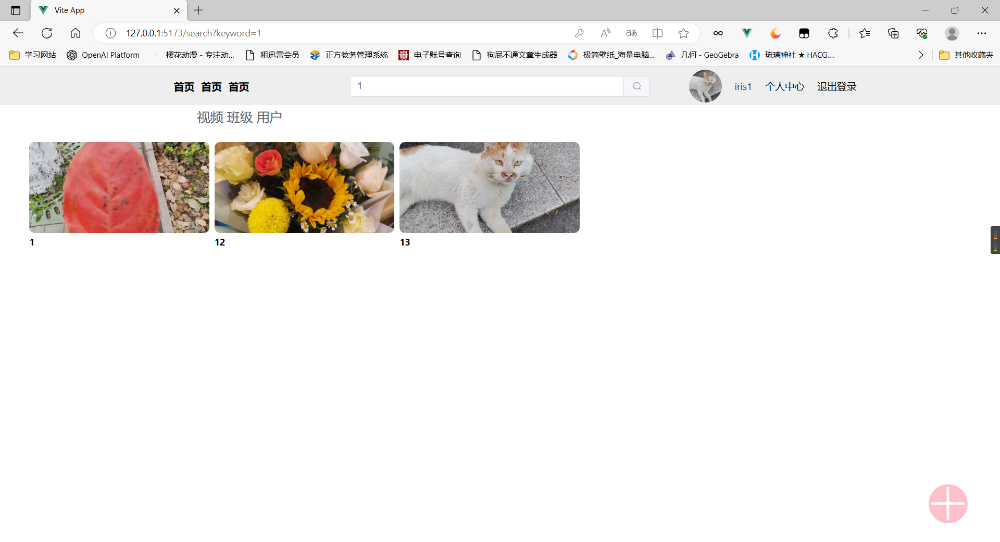 Vite App
127.0.0.1:5173/search?keyword=1
学习网站 OpenAI Platform 樱花动漫 - 专注动... 租迅雷会员 正方教务管理系统 电子账号查询 狗屁不通文章生成器 极简壁纸_海量电脑... 几何 - GeoGebra 琉璃神社 ★ HACG.... 其他收藏夹
首页 首页 首页 1 iris1 个人中心 退出登录
视频 班级 用户
1 12 13